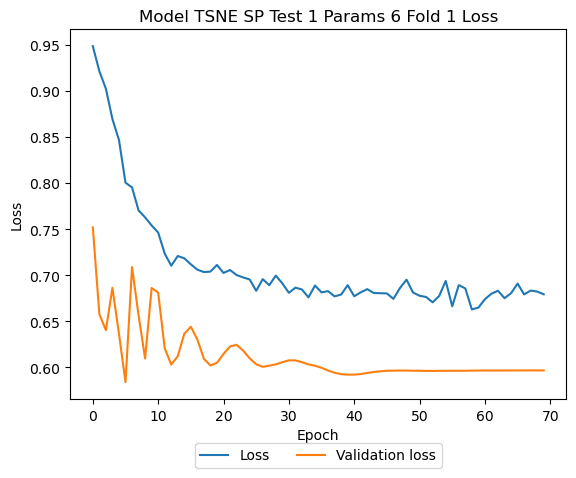 Model TSNE SP Test 1 Params 6 Fold 1 Loss
0.95
0.90
0.85
0.80
0.75
0.70
0.65
0.60
Loss
0 10 20 30 40 50 60 70
Epoch
Loss Validation loss